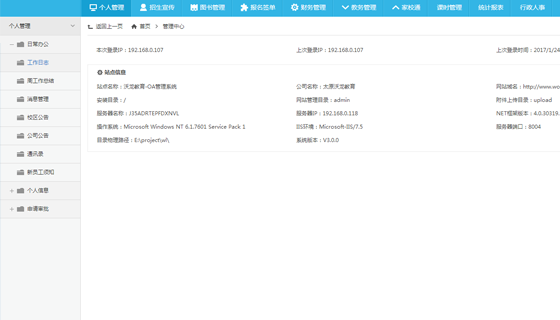 个人管理 招生宣传 图书管理 报名签单 财务管理 教务管理 家校通 课时管理 统计报表 行政人事
个人管理
返回上一页 首页 > 管理中心
日常办公
工作日志
周工作总结
消息管理
校区公告
公司公告
通讯录
新员工须知
个人信息
申请审批
本次登录IP：192.168.0.107 上次登录IP：192.168.0.107 上次登录时间：2017/1/24
站点信息
站点名称：沃龙教育-OA管理系统 公司名称：太原沃龙教育 网站域名：http://www.wo
安装目录：/ 网站管理目录：admin 附件上传目录：upload
服务器名称：J35ADRTEPFDXNVL 服务器IP：192.168.0.118 NET框架版本：4.0.30319.
操作系统：Microsoft Windows NT 6.1.7601 Service Pack 1 IIS环境：Microsoft-IIS/7.5 服务器端口：8004
目录物理路径：E:\project\wl\ 系统版本：V3.0.0